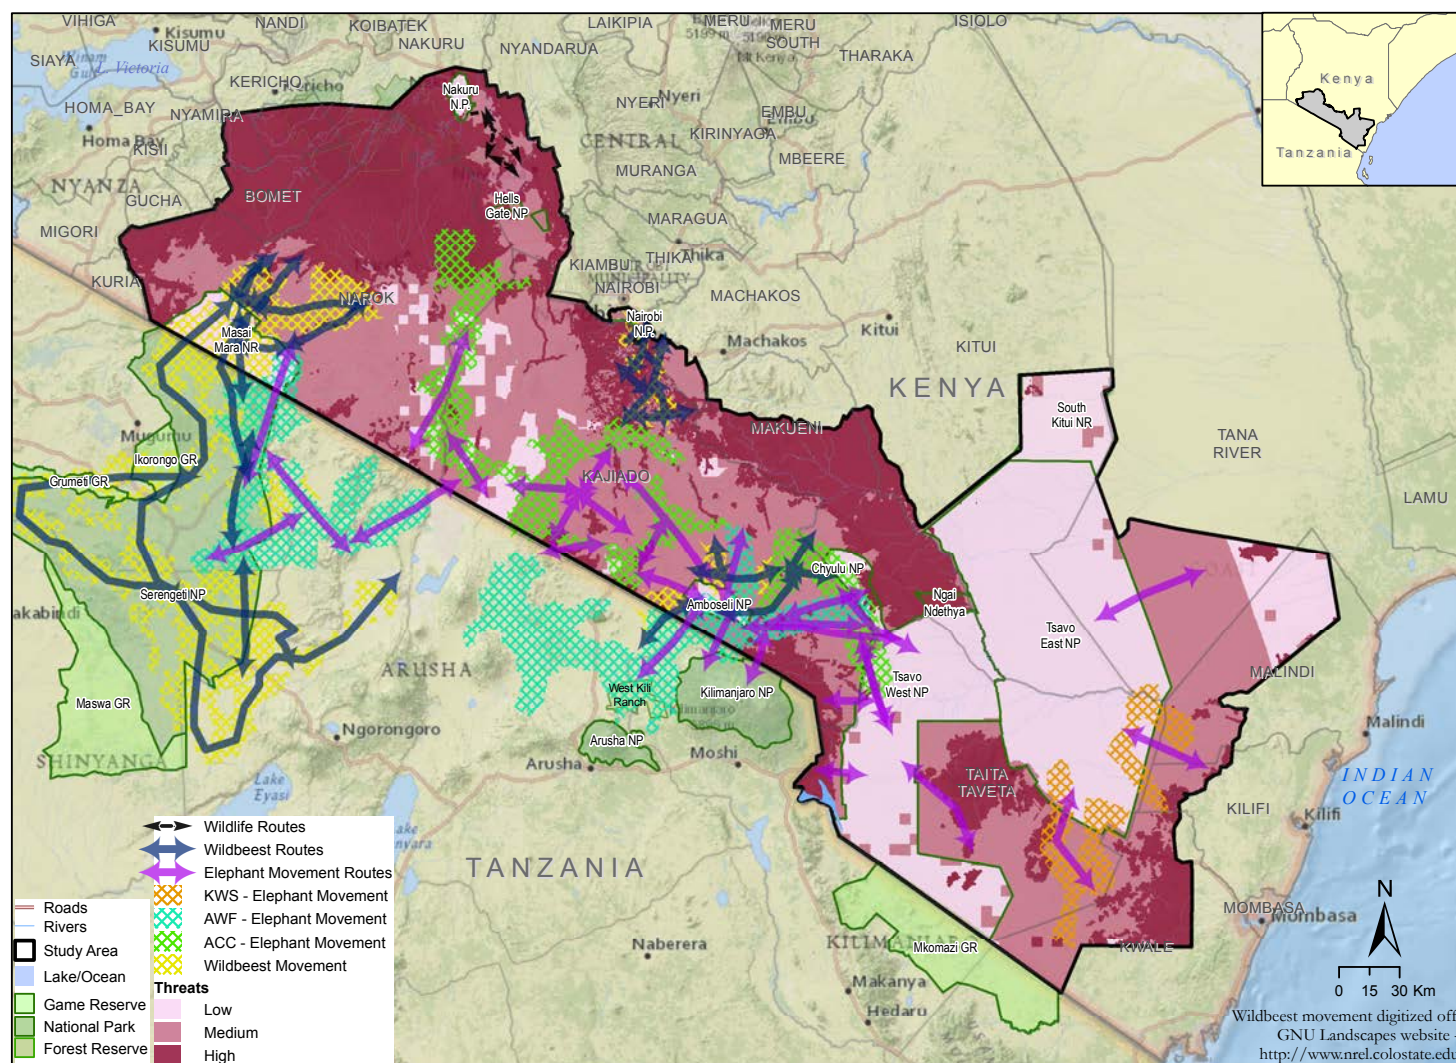 VIHIGA
Kisumu
KISUMU
NANDI
KOIBATEK
NAKURU
LAIKIPIA
NYANDARUA
MERU
MERU
SOUTH
ISIOLO
THARAKA
SIAYA
L. Victoria
KERICHO
HOMA_BAY
NYAMIRA
Homa Bay
KISII
NYANZA
GUCHA
MIGORI
KURIA
BOMET
Nakuru
N.P.
Hells
Gate NP
NYERI
Nyeri
CENTRAL
KIRINYAGA
EMBU
MURANGA
MBEERE
MARAGUA
THIKA
Thika
KIAMBU
NAIROBI
MACHAKOS
Nairobi
N.P.
Machakos
Kitui
KITUI
KENYA
NAROK
Masai
Mara NR
KAJIADO
MAKUENI
South
Kitui NR
TANA
RIVER
LAMU
Mugumu
Ikorongo GR
Grumeti GR
Serengeti NP
Maswa GR
SHINYANGA
ARUSHA
Ngorongoro
Lake
Eyasi
Amboseli NP
Chyulu NP
Ngai
Ndethya
Tsavo
East NP
Tsavo
West NP
West Kili
Ranch
Kilimanjaro NP
Arusha NP
Arusha
Moshi
TAITA
TAVETA
MALINDI
Malindi
INDIAN
OCEAN
KILIFI
Kilifi
MOMBASA
Mombasa
KWALE
TANZANIA
Naberera
KILIMANJARO
Mkomazi GR
Makanya
Hedaru
Kenya
Tanzania
Wildlife Routes
Wildbeest Routes
Elephant Movement Routes
KWS - Elephant Movement
AWF - Elephant Movement
ACC - Elephant Movement
Wildbeest Movement
Threats
Low
Medium
High
Roads
Rivers
Study Area
Lake/Ocean
Game Reserve
National Park
Forest Reserve
N
0 15 30 Km
Wildbeest movement digitized off
GNU Landscapes website -
http://www.nrel.colostate.edu